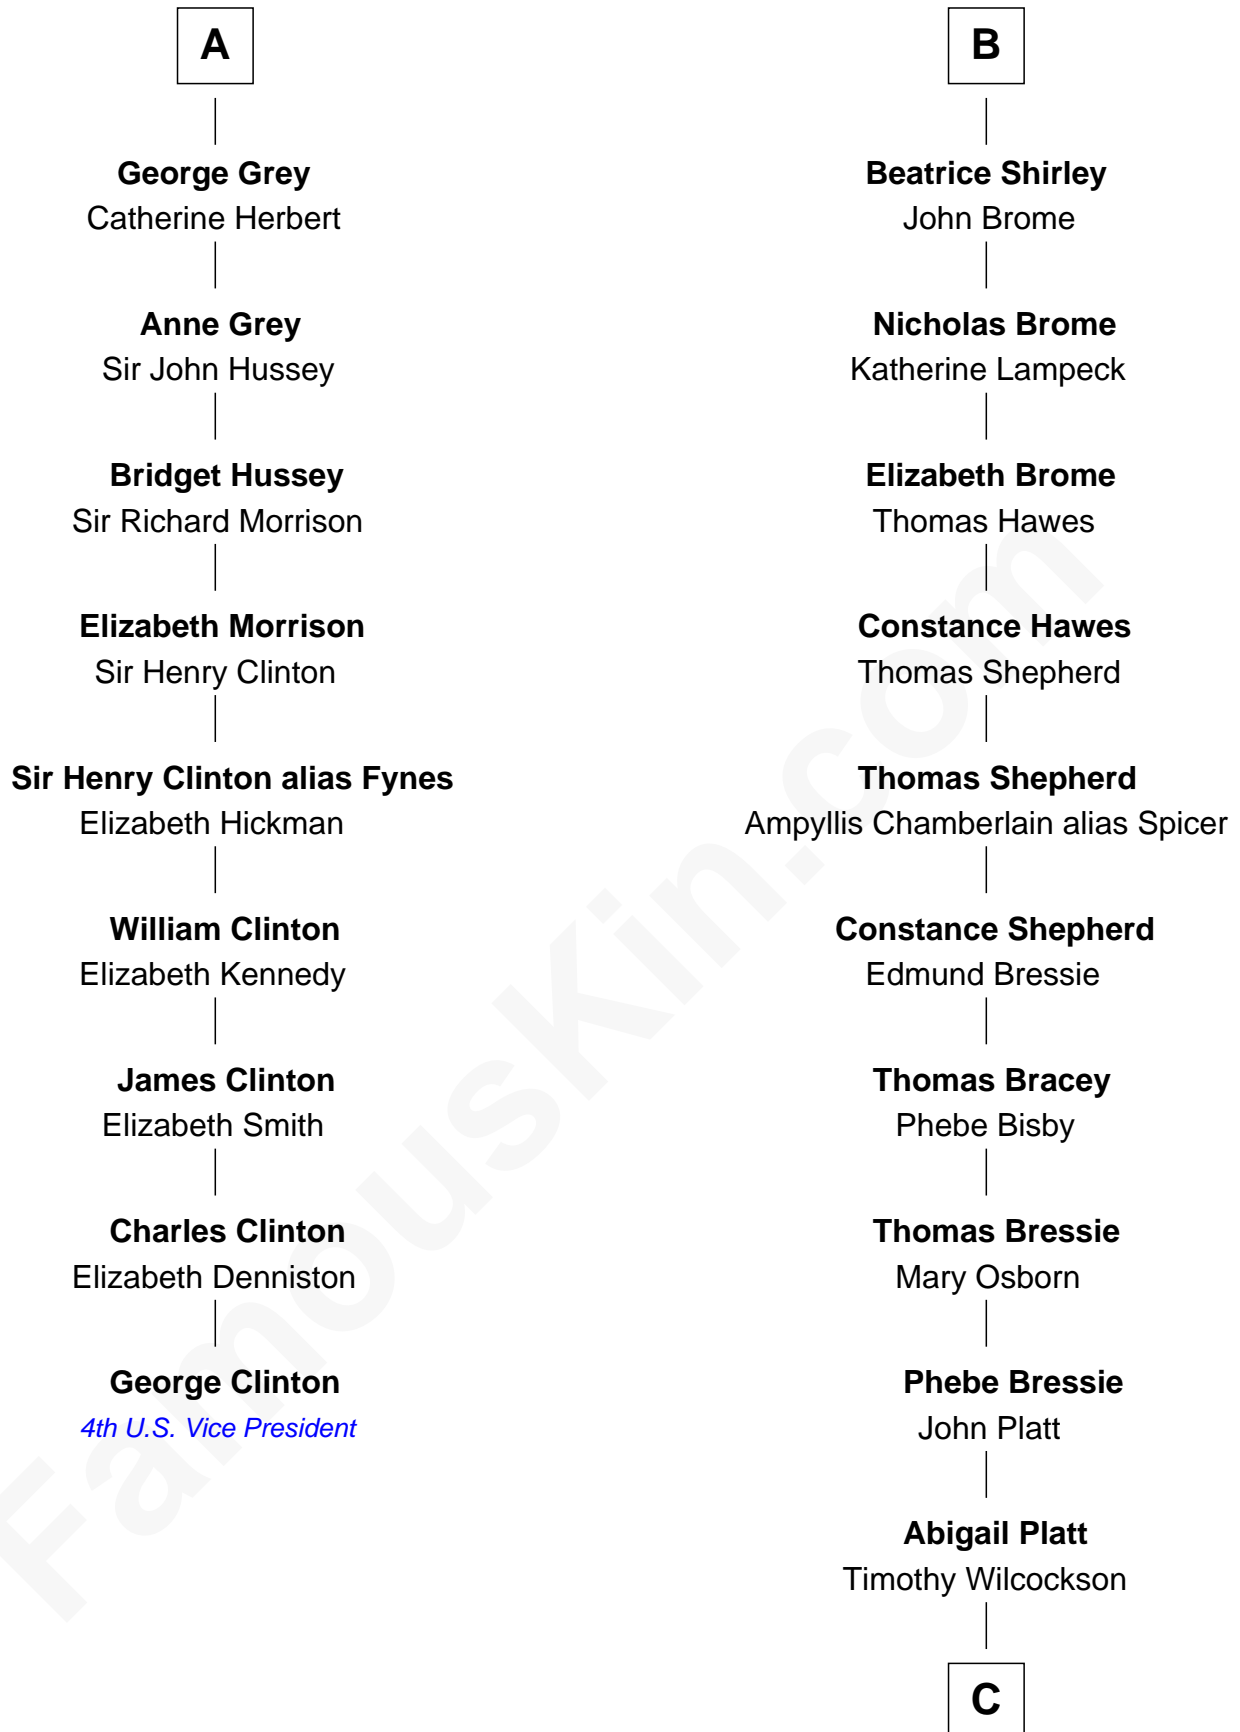 A
George Grey
Catherine Herbert
Anne Grey
Sir John Hussey
Bridget Hussey
Sir Richard Morrison
Elizabeth Morrison
Sir Henry Clinton
Sir Henry Clinton alias Fynes
Elizabeth Hickman
William Clinton
Elizabeth Kennedy
James Clinton
Elizabeth Smith
Charles Clinton
Elizabeth Denniston
George Clinton
4th U.S. Vice President
B
Beatrice Shirley
John Brome
Nicholas Brome
Katherine Lampeck
Elizabeth Brome
Thomas Hawes
Constance Hawes
Thomas Shepherd
Thomas Shepherd
Ampyllis Chamberlain alias Spicer
Constance Shepherd
Edmund Bressie
Thomas Bracey
Phebe Bisby
Thomas Bressie
Mary Osborn
Phebe Bressie
John Platt
Abigail Platt
Timothy Wilcockson
C
FamousKin.com